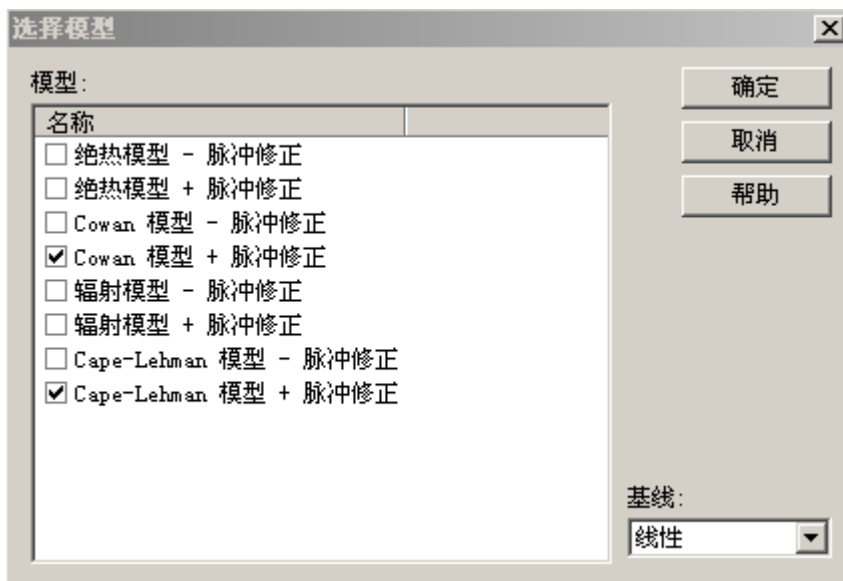 选择模型
模型:
名称
绝热模型 - 脉冲修正
绝热模型 + 脉冲修正
Cowan 模型 - 脉冲修正
Cowan 模型 + 脉冲修正
辐射模型 - 脉冲修正
辐射模型 + 脉冲修正
Cape-Lehman 模型 - 脉冲修正
Cape-Lehman 模型 + 脉冲修正
确定
取消
帮助
基线:
线性